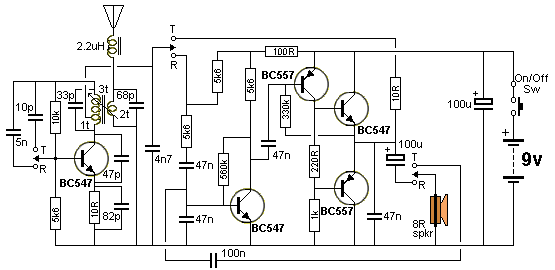 2.2uH
33p
3t
68p
1t
2t
10p
10k
5n
T
R
BC547
47p
5k6
10R
82p
4n7
T
R
5k6
5k6
100R
BC557
330k
BC547
10R
5k6
47n
560k
47n
220R
100u
+
47n
BC547
1k
BC557
47n
T
R
8R
spkr
100n
100u
+
On/Off
Sw
+
9v